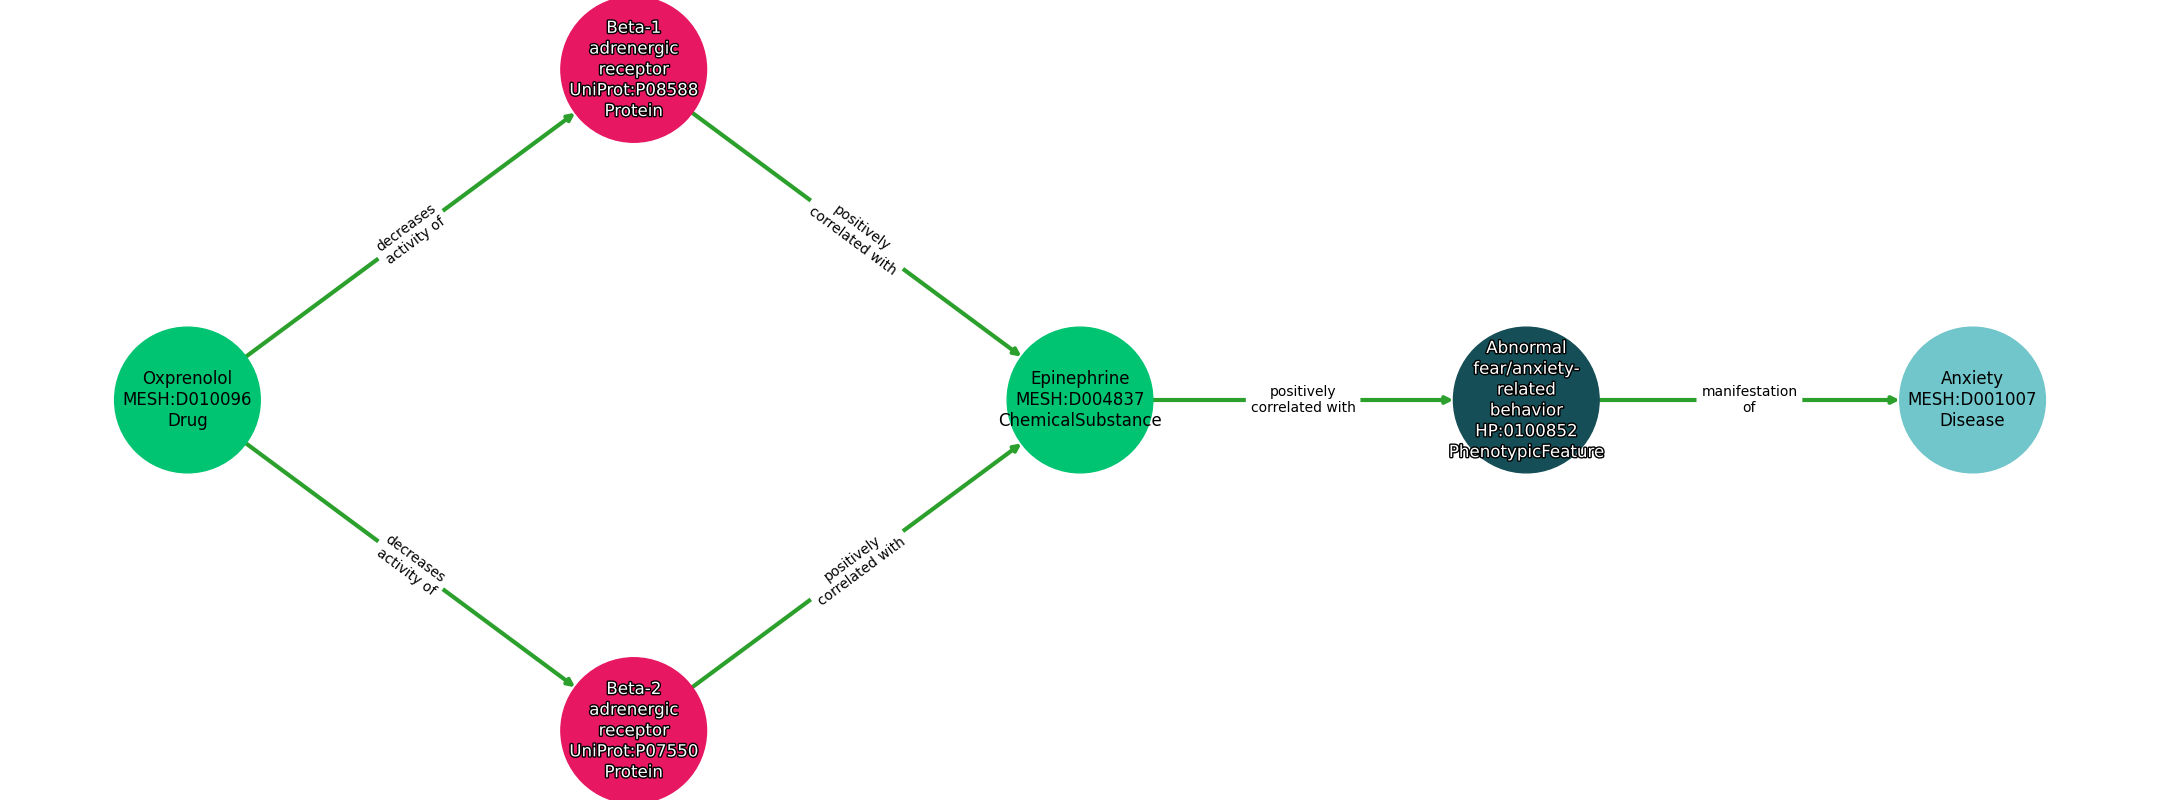 Beta-1
adrenergic
receptor
UniProt:P08588
Protein
decreases
activity of
positively
correlated with
Oxprenolol
MESH:D010096
Drug
Epinephrine
MESH:D004837
ChemicalSubstance
positively
correlated with
Abnormal
fear/anxiety-
related
behavior
HP:0100852
PhenotypicFeature
manifestation
of
Anxiety
MESH:D001007
Disease
decreases
activity of
positively
correlated with
Beta-2
adrenergic
receptor
UniProt:P07550
Protein